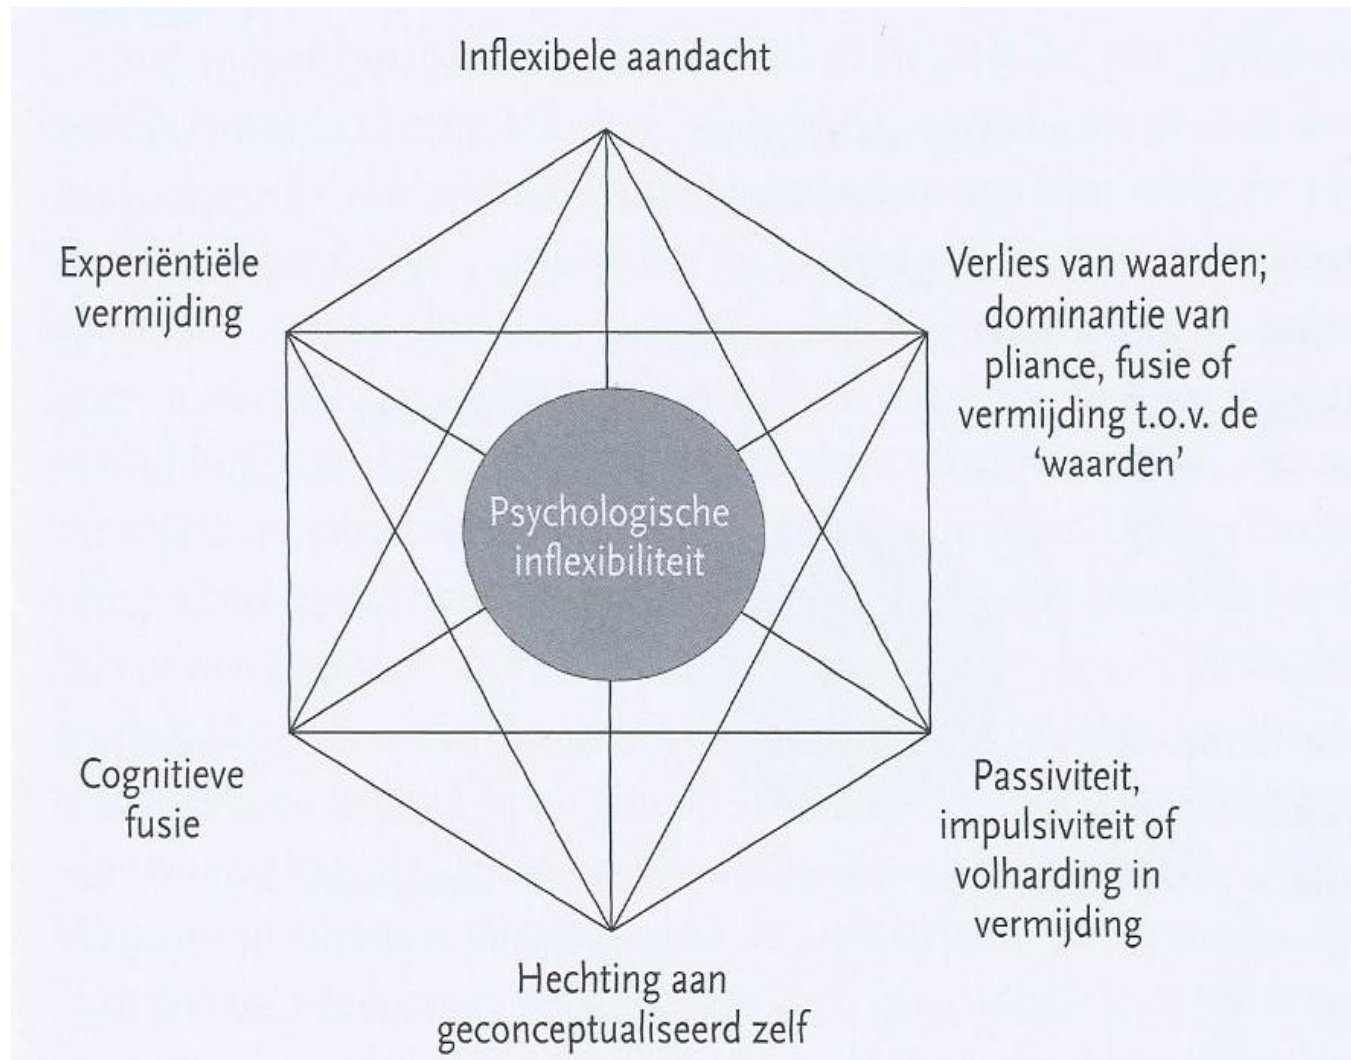 Inflexibele aandacht
Experiëntiële
vermijding
Verlies van waarden;
dominantie van
pliance, fusie of
vermijding t.o.v. de
‘waarden’
Psychologische
inflexibiliteit
Cognitieve
fusie
Passiviteit,
impulsiviteit of
volharding in
vermijding
Hechting aan
geconceptualiseerd zelf